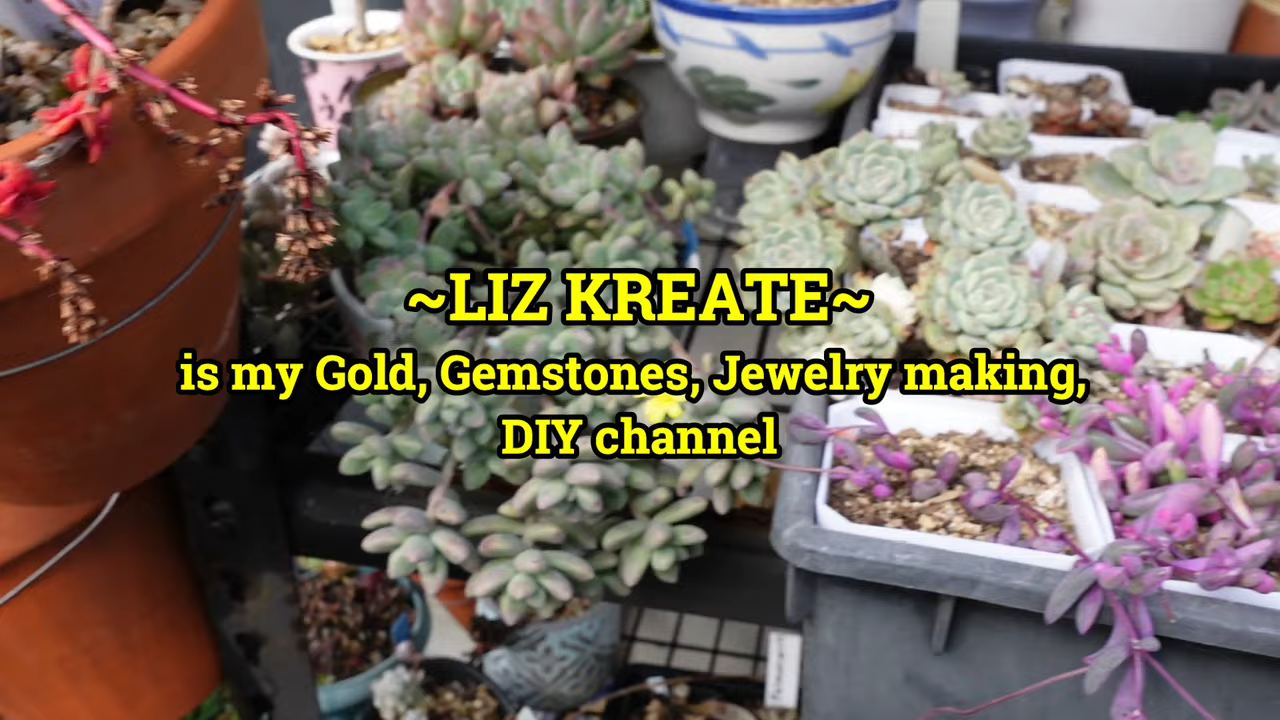 ~LIZ KREATE~
is my Gold, Gemstones, Jewelry making,
DIY channel